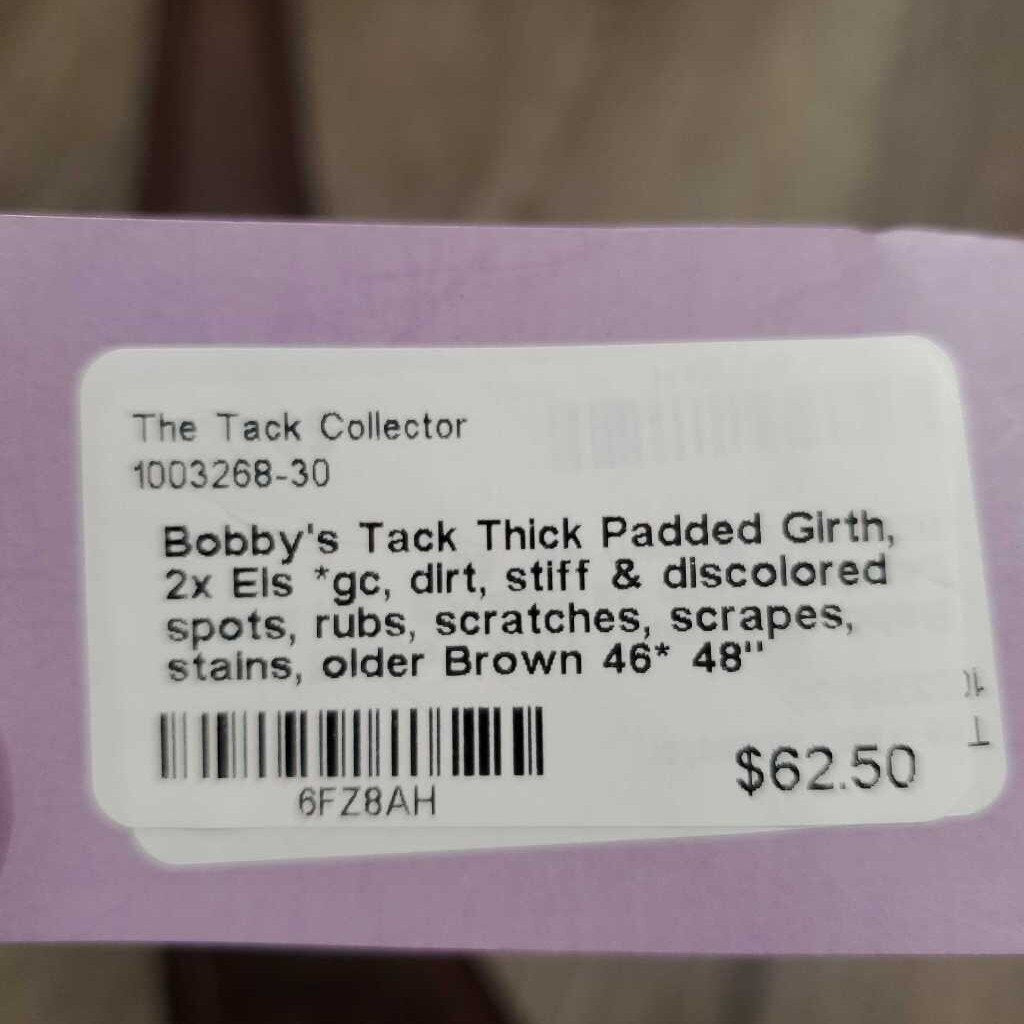 The Tack Collector
1003268-30
Bobby's Tack Thick Padded Girth,
2x Els *gc, dirt, stiff & discolored
spots, rubs, scratches, scrapes,
stains, older Brown 46* 48"
6FZ8AH
$62.50